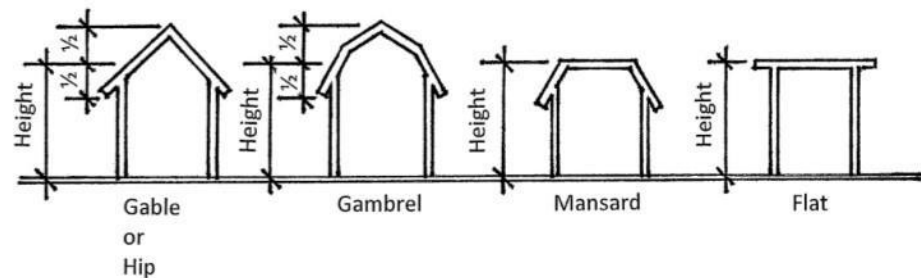 ½ ½ Height
½ ½ Height
Height
Height
Gable
or
Hip
Gambrel
Mansard
Flat